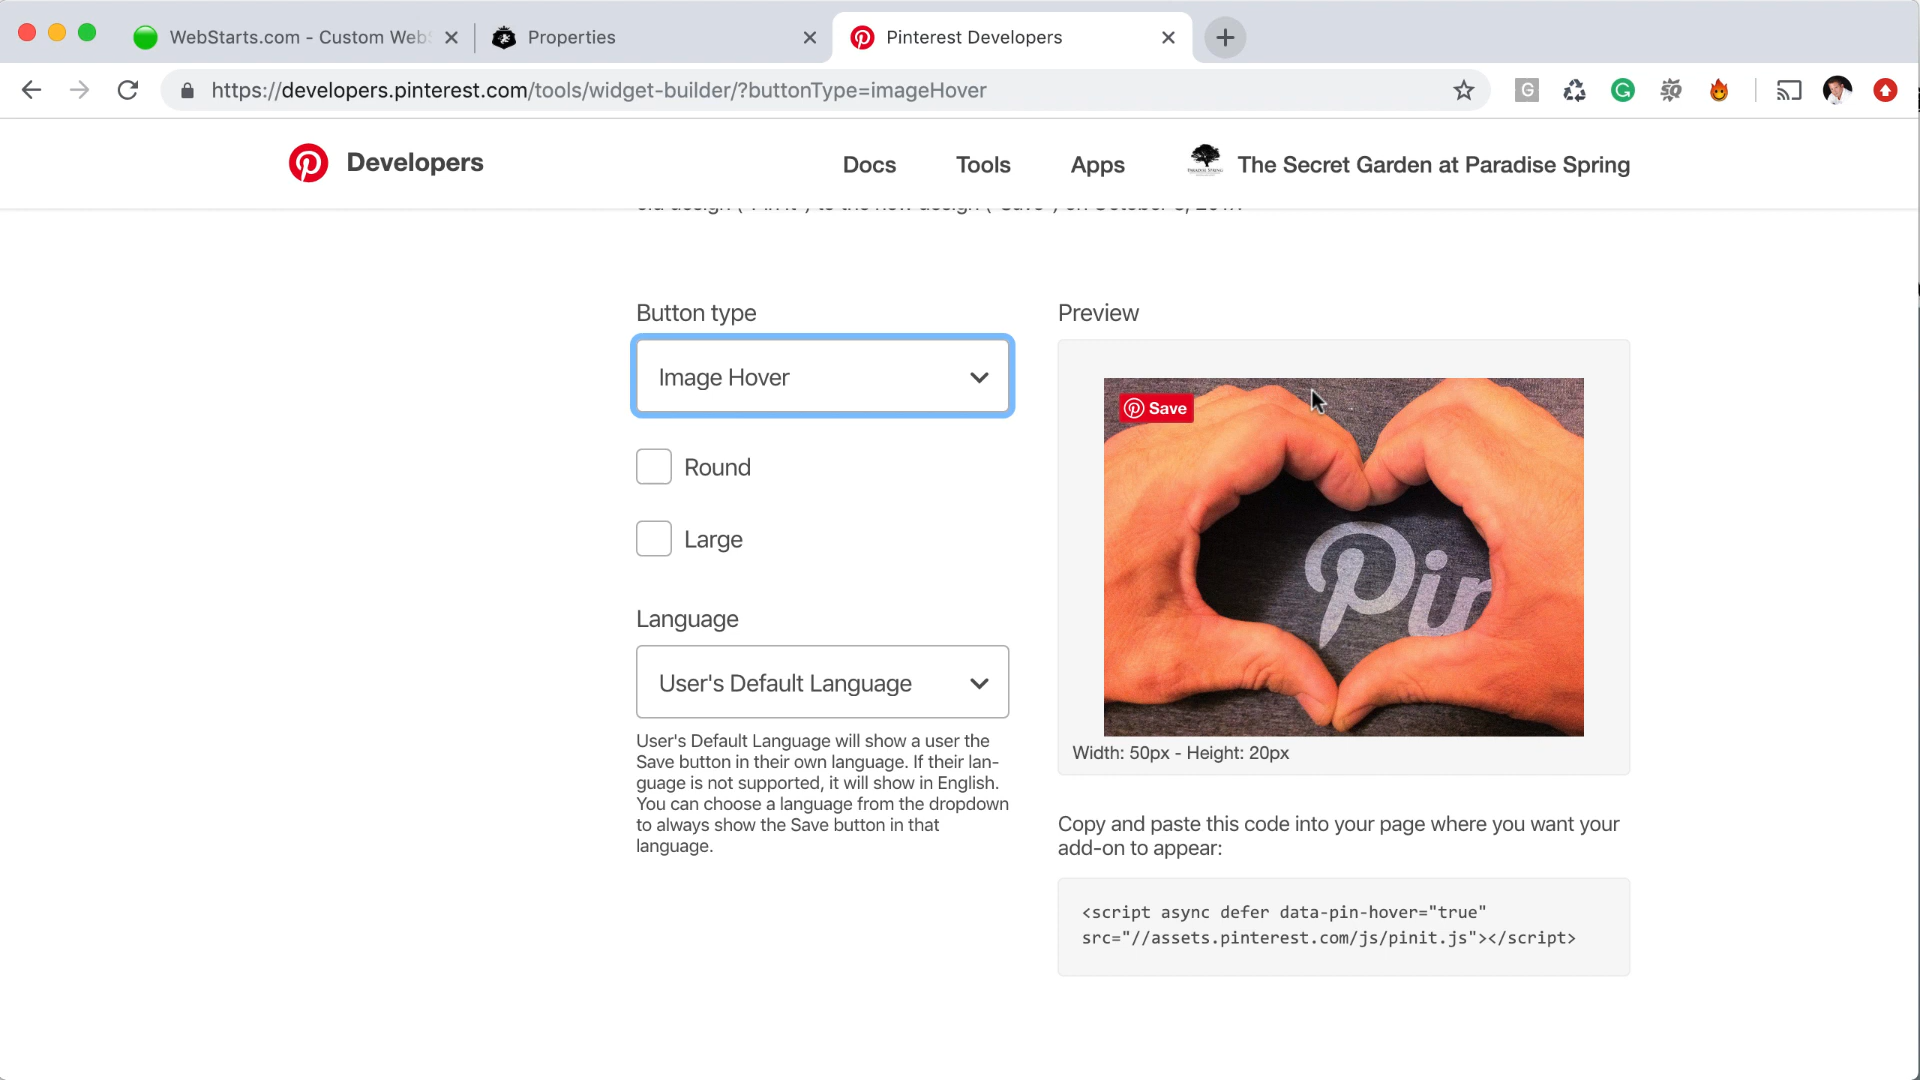 WebStarts.com - Custom Web
Properties
Pinterest Developers
https://developers.pinterest.com/tools/widget-builder/?buttonType=imageHover
Developers
Docs
Tools
Apps
The Secret Garden at Paradise Spring
Button type
Image Hover
Round
Large
Language
User's Default Language
User's Default Language will show a user the
Save button in their own language. If their lan-
guage is not supported, it will show in English.
You can choose a language from the dropdown
to always show the Save button in that
language.
Preview
Save
Pin
Width: 50px - Height: 20px
Copy and paste this code into your page where you want your
add-on to appear:
<script async defer data-pin-hover="true"
src="//assets.pinterest.com/js/pinit.js"></script>